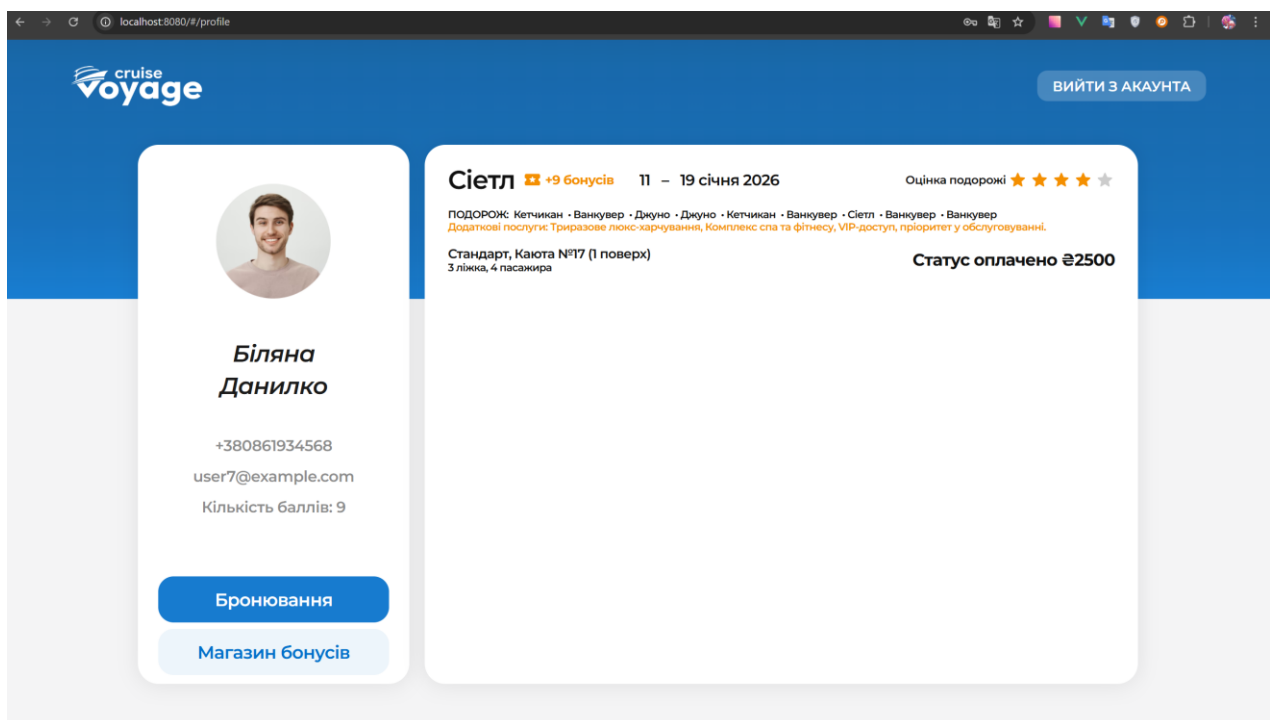 localhost:8080/#/profile
cruise
voyage
ВИЙТИ З АКАУНТА
Біляна
Данилко
+380861934568
user7@example.com
Кількість баллів: 9
Бронювання
Магазин бонусів
Сіетл +9 бонусів 11 – 19 січня 2026 Оцінка подорожі
ПОДОРОЖ: Кетчикан • Ванкувер • Джуно • Джуно • Кетчикан • Ванкувер • Сіетл • Ванкувер • Ванкувер
Додаткові послуги: Триразове люкс-харчування, Комплекс спа та фітнесу, VIP-доступ, пріоритет у обслуговуванні.
Стандарт, Каюта №17 (1 поверх)
3 ліжка, 4 пасажира
Статус оплачено ₴2500